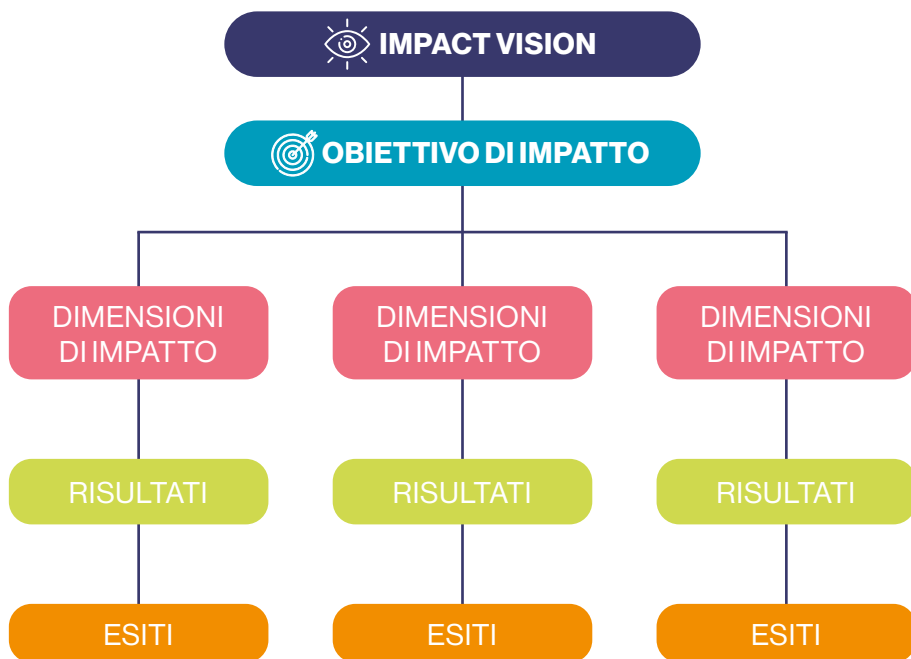 IMPACT VISION
OBIETTIVO DI IMPATTO
DIMENSIONI
DI IMPATTO
DIMENSIONI
DI IMPATTO
DIMENSIONI
DI IMPATTO
RISULTATI
RISULTATI
RISULTATI
ESITI
ESITI
ESITI